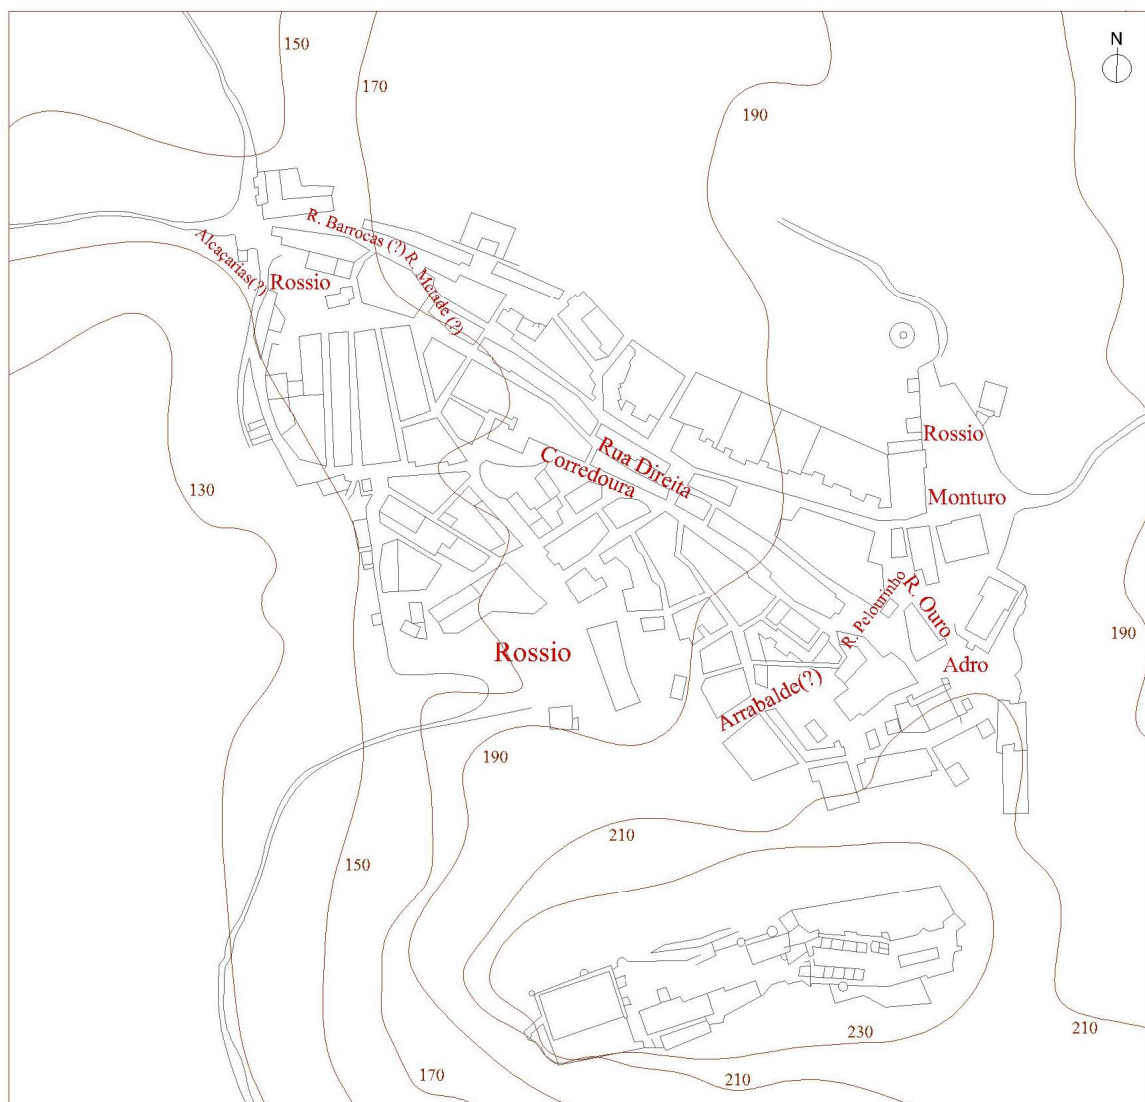 N
150
170
190
R. Barrocas (?)
Alcaçarias(?)
R. Metade (?)
Rossio
Rossio
Rua Direita
Corredoura
130
Monturo
R. Pelourinho
R. Ouro
190
Rossio
Adro
Arrabalde(?)
190
210
150
230
210
170
210